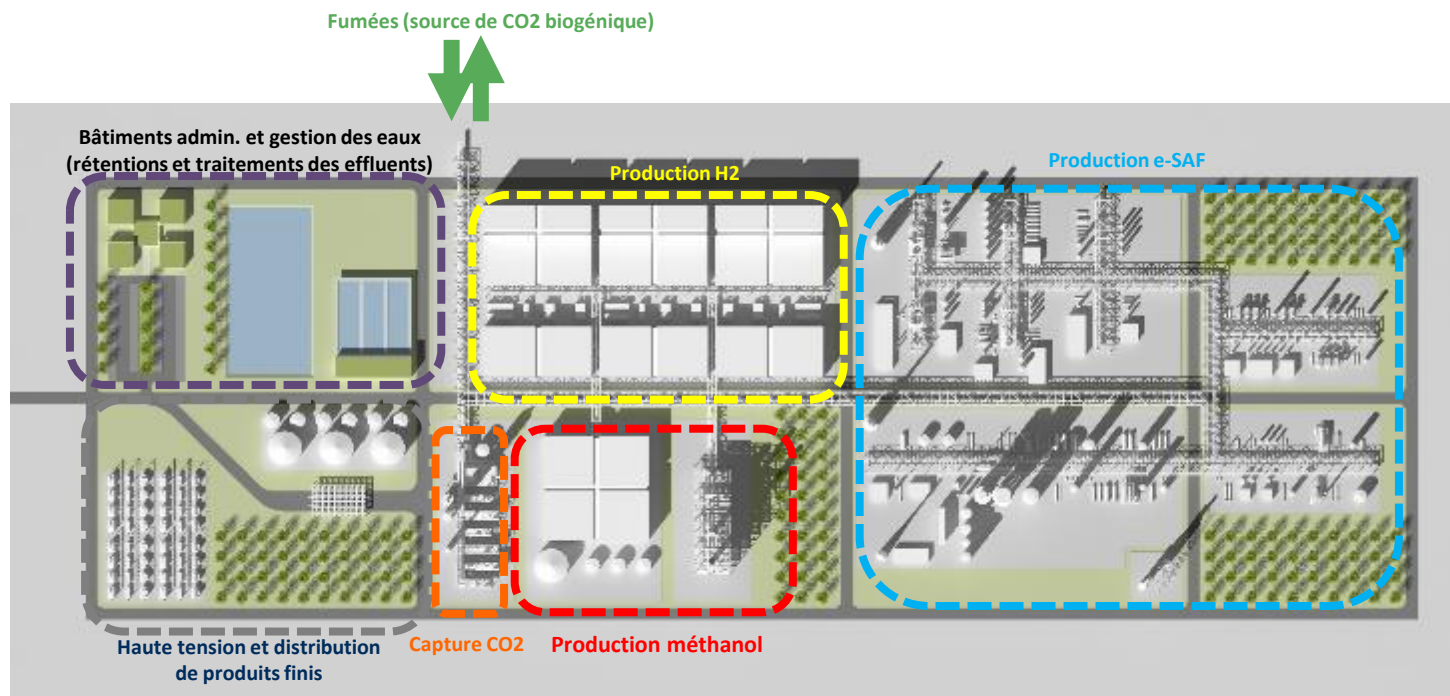 Fumées (source de CO2 biogénique)
Bâtiments admin. et gestion des eaux
(rétentions et traitements des effluents)
Production H2
Production e-SAF
Haute tension et distribution
de produits finis
Capture CO2
Production méthanol